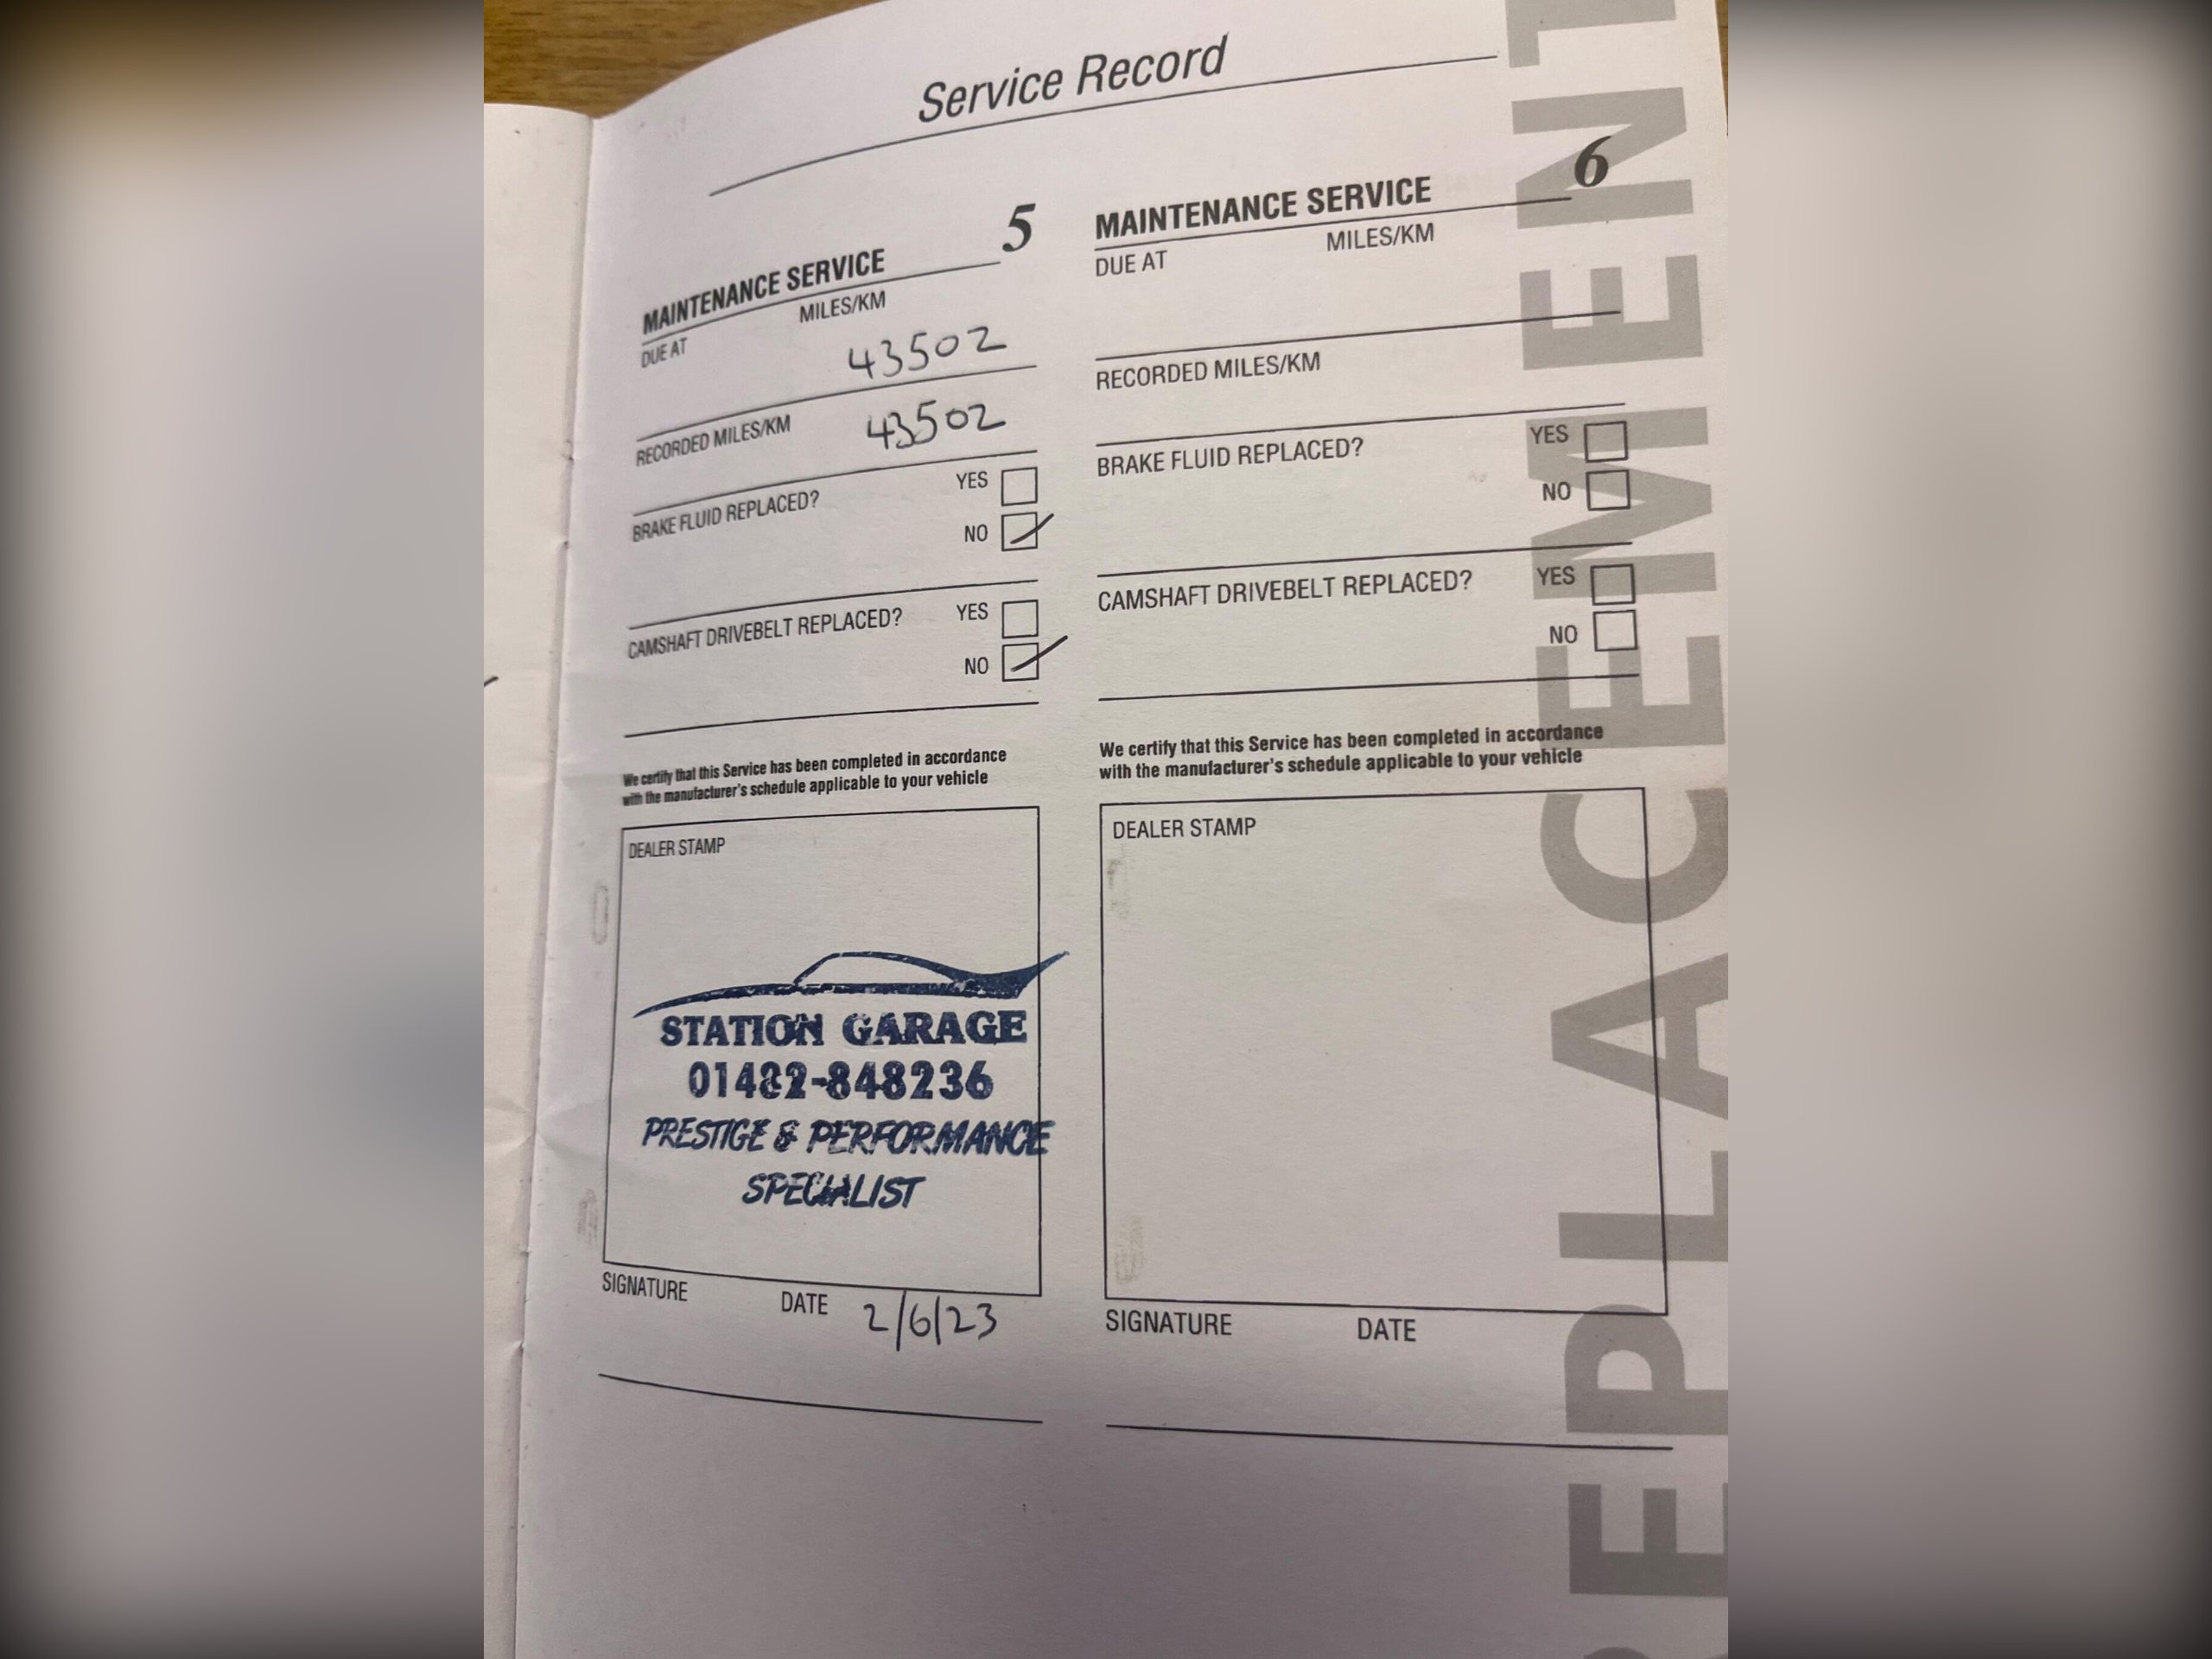 Service Record
5
MAINTENANCE SERVICE
DUE AT
MILES/KM
43502
RECORDED MILES/KM
43502
BRAKE FLUID REPLACED?
YES
NO
CAMSHAFT DRIVEBELT REPLACED?
YES
NO
We certify that this Service has been completed in accordance
with the manufacturer's schedule applicable to your vehicle
DEALER STAMP
STATION GARAGE
01482-848236
PRESTIGE & PERFORMANCE
SPECIALIST
SIGNATURE
DATE 2/6/23
6
MAINTENANCE SERVICE
DUE AT
MILES/KM
RECORDED MILES/KM
BRAKE FLUID REPLACED?
YES
NO
CAMSHAFT DRIVEBELT REPLACED?
YES
NO
We certify that this Service has been completed in accordance
with the manufacturer's schedule applicable to your vehicle
DEALER STAMP
SIGNATURE
DATE
EPLACEMENT